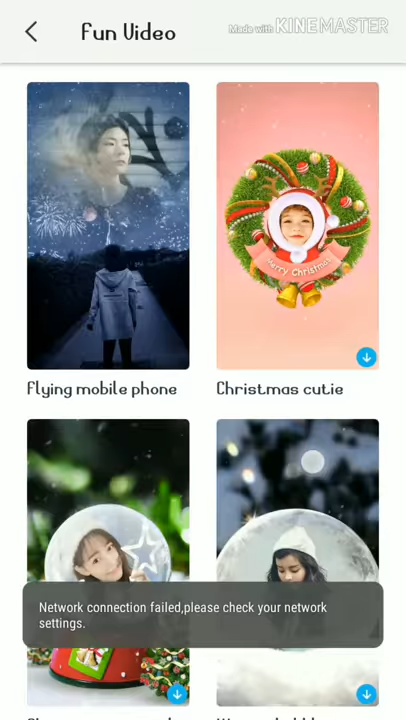 Fun Video
Made with KINEMASTER
Merry Christmas
Flying mobile phone
Christmas cutie
Network connection failed,please check your network
settings.